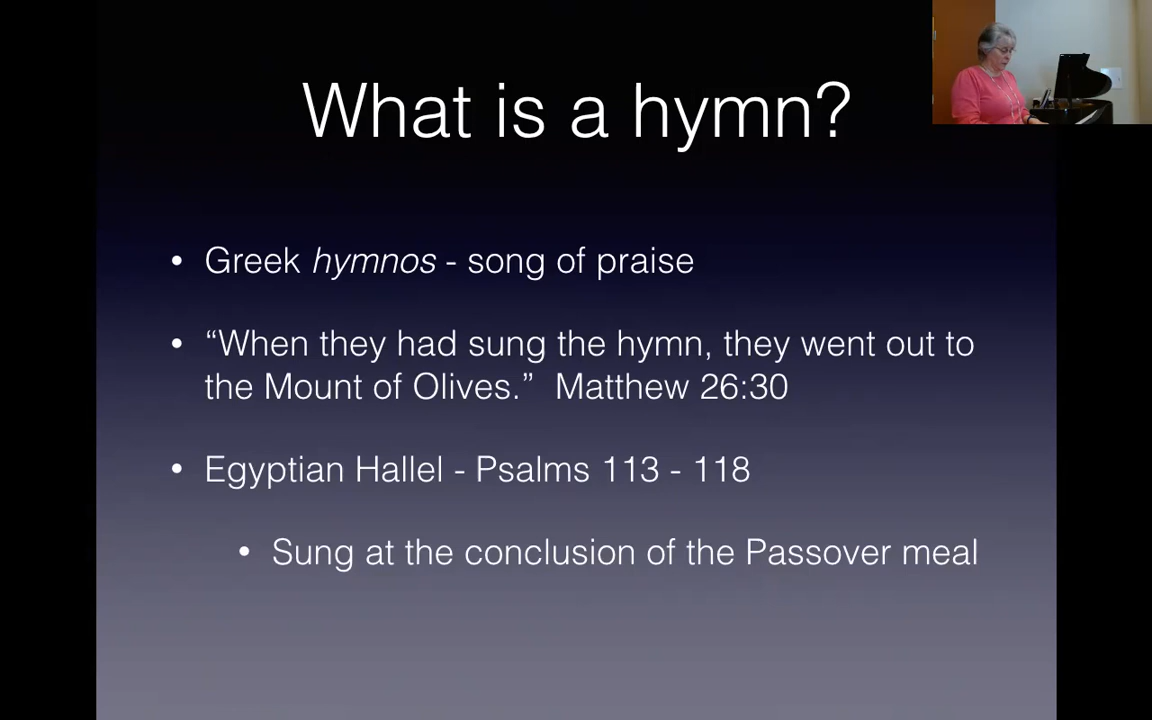 What is a hymn?
• Greek hymnos - song of praise
• “When they had sung the hymn, they went out to
the Mount of Olives.” Matthew 26:30
• Egyptian Hallel - Psalms 113 - 118
• Sung at the conclusion of the Passover meal